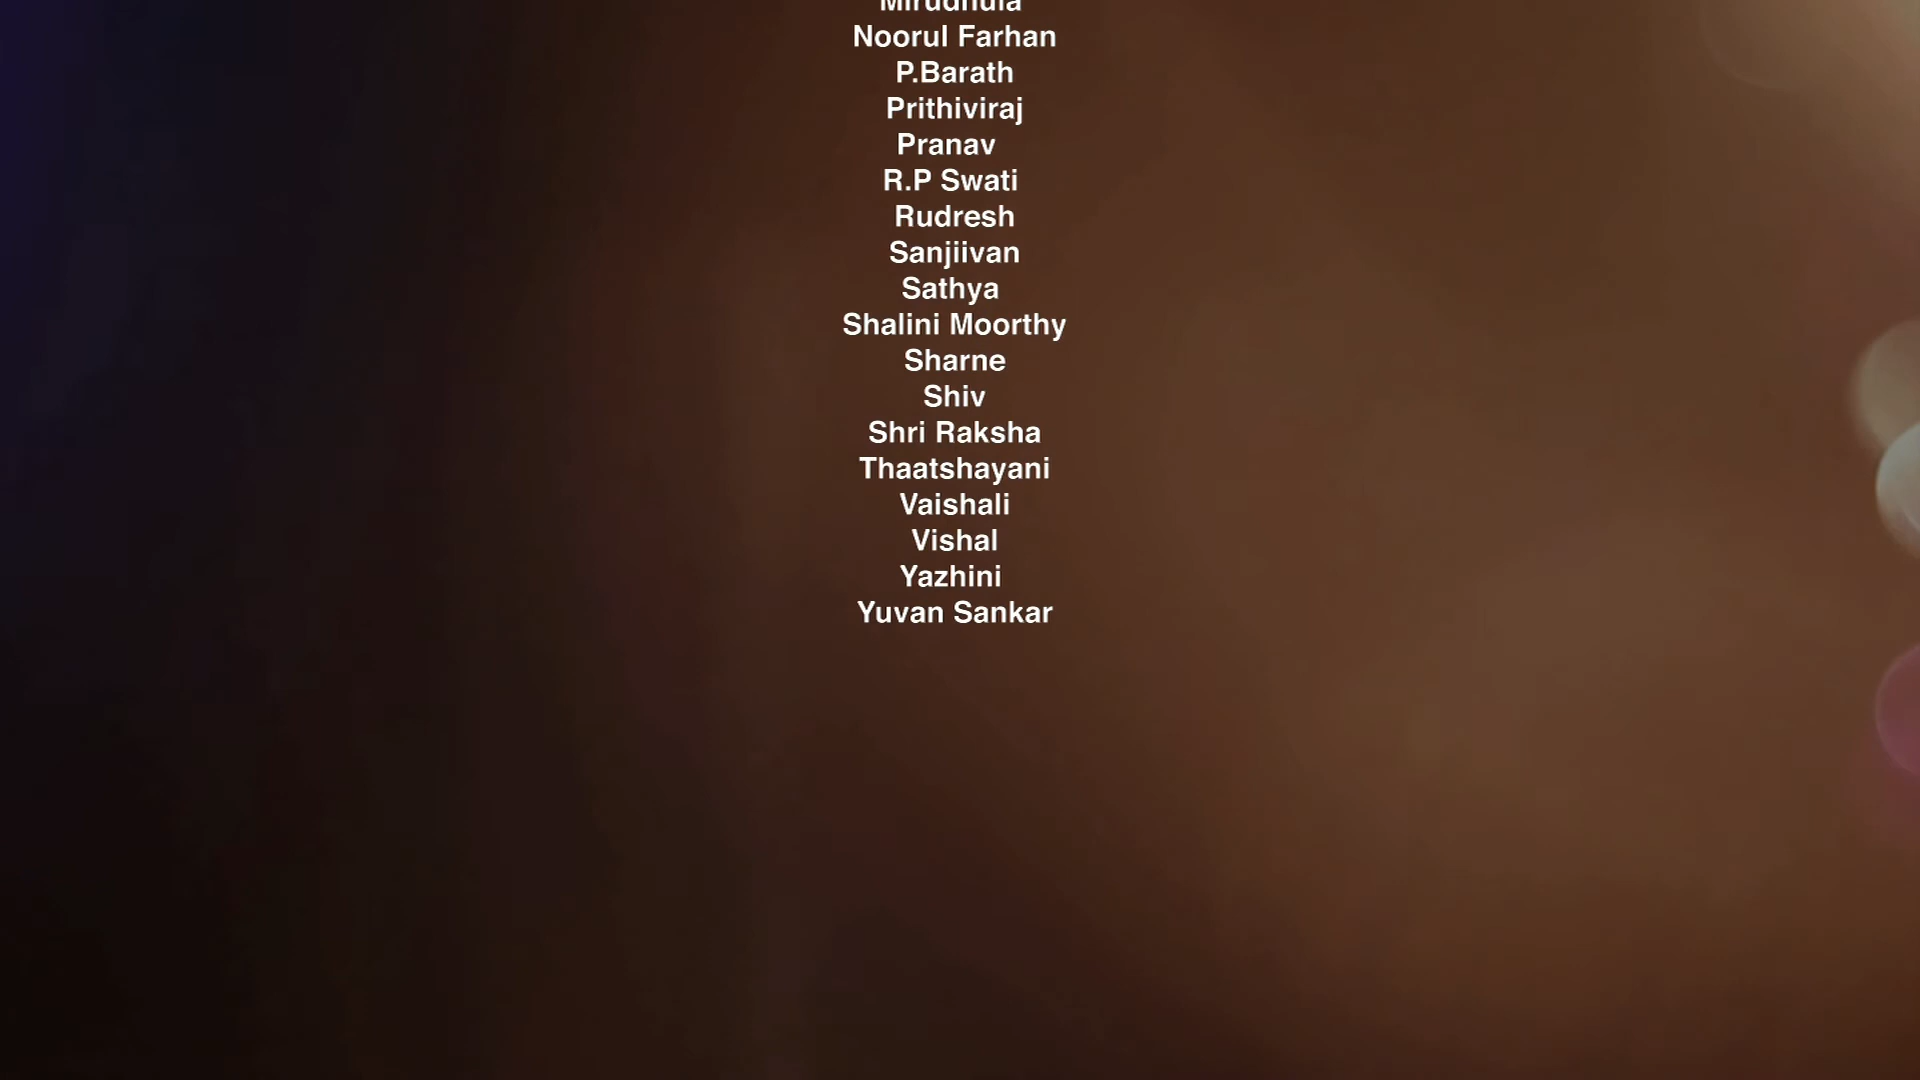 Mirudhula
Noorul Farhan
P.Barath
Prithiviraj
Pranav
R.P Swati
Rudresh
Sanjiivan
Sathya
Shalini Moorthy
Sharne
Shiv
Shri Raksha
Thaatshayani
Vaishali
Vishal
Yazhini
Yuvan Sankar